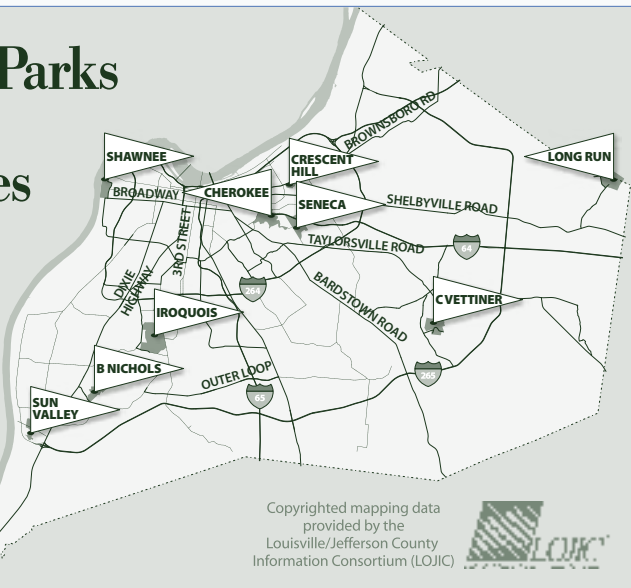 Parks
es
BROWNSBORO RD
SHAWNEE
CRESCENT
HILL
LONG RUN
BROADWAY
CHEROKEE
SENECA
SHELBYVILLE ROAD
3RD STREET
TAYLORSVILLE ROAD
64
DIXIE
HIGHWAY
264
BARDSTOWN ROAD
C VETTINER
IROQUOIS
B NICHOLS
OUTER LOOP
265
65
SUN
VALLEY
Copyrighted mapping data
provided by the
Louisville/Jefferson County
Information Consortium (LOJIC)
LOJIC